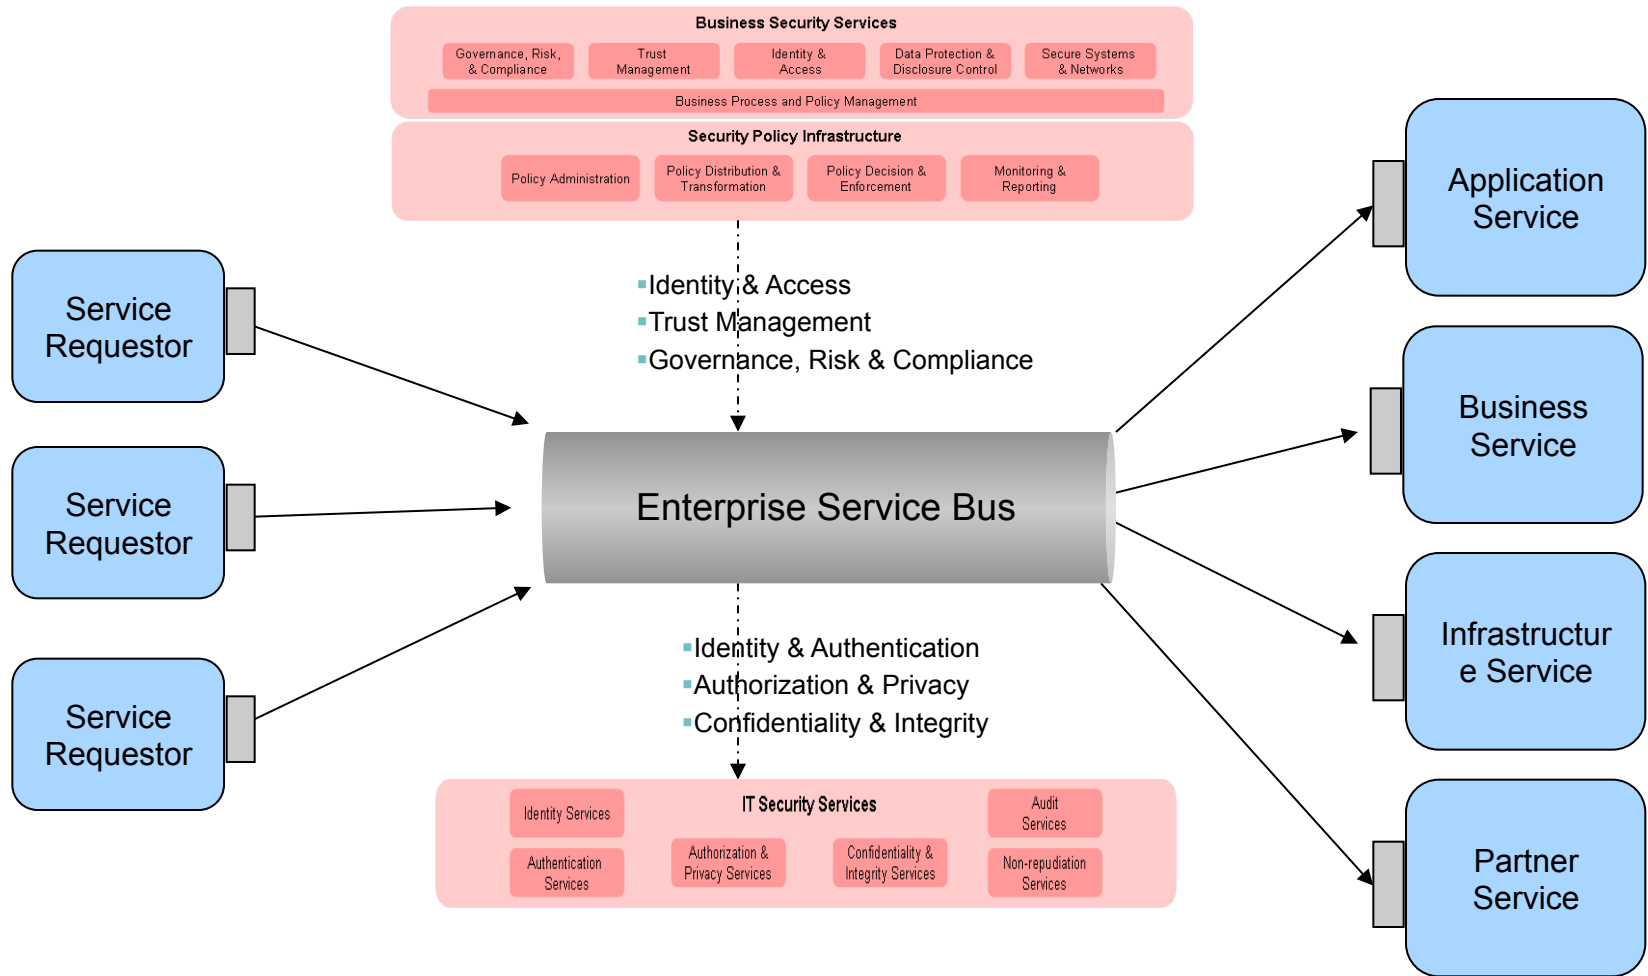 Business Security Services
Governance, Risk,
& Compliance
Trust
Management
Identity &
Access
Data Protection &
Disclosure Control
Secure Systems
& Networks
Business Process and Policy Management
Security Policy Infrastructure
Policy Administration
Policy Distribution &
Transformation
Policy Decision &
Enforcement
Monitoring &
Reporting
Service
Requestor
Service
Requestor
Service
Requestor
▪Identity & Access
▪Trust Management
▪Governance, Risk & Compliance
Enterprise Service Bus
▪Identity & Authentication
▪Authorization & Privacy
▪Confidentiality & Integrity
IT Security Services
Identity Services
Authentication
Services
Authorization &
Privacy Services
Confidentiality &
Integrity Services
Audit
Services
Non-repudiation
Services
Application
Service
Business
Service
Infrastructur
e Service
Partner
Service